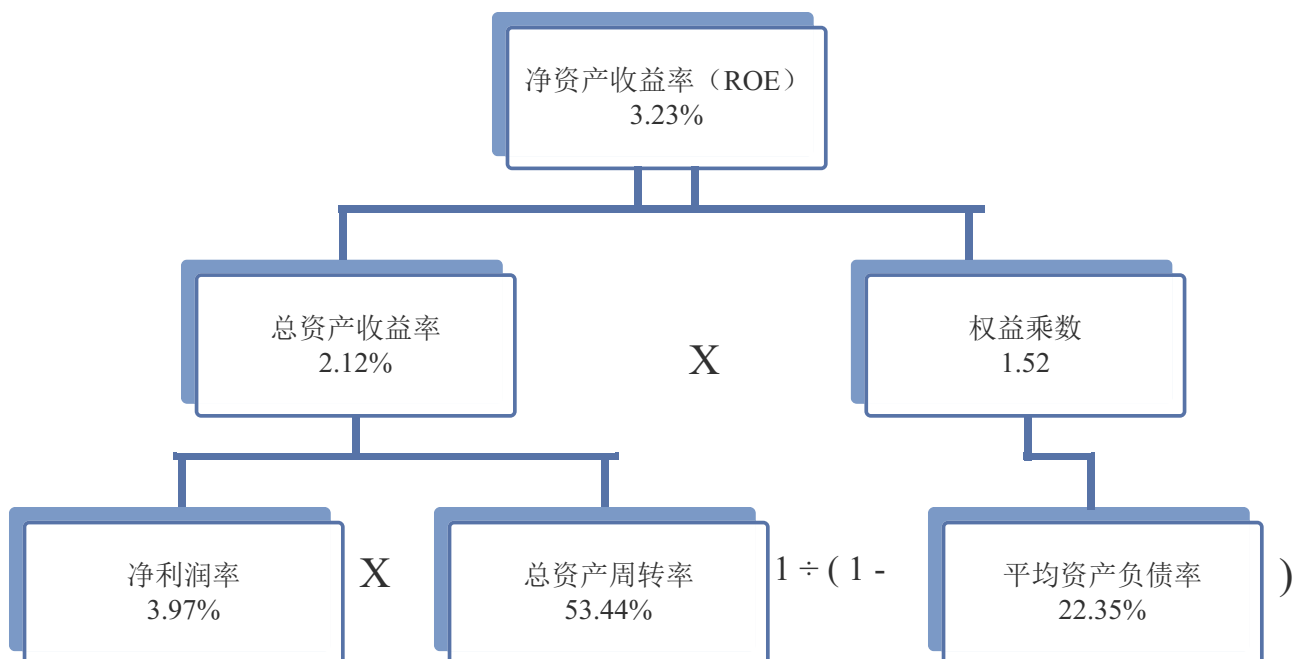 净资产收益率（ROE）
3.23%
总资产收益率
2.12%
X
权益乘数
1.52
净利润率
3.97%
X
总资产周转率
53.44%
1 ÷ ( 1 -
平均资产负债率
22.35%
)